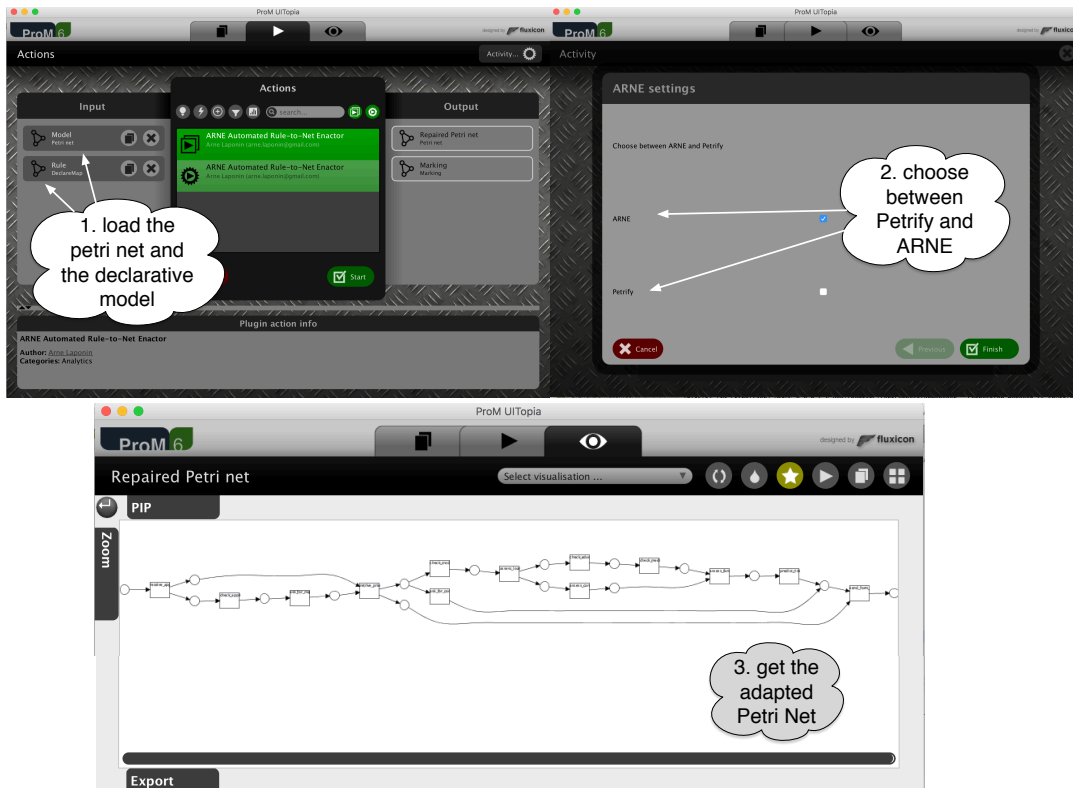 ProM UITopia
ProM 6
designed by fluxicon
Actions
Activity...
Input
Model
Petri net
Rule
DeclareMap
Actions
search...
ARNE Automated Rule-to-Net Enactor
Arne Laponin (arne.laponin@gmail.com)
ARNE Automated Rule-to-Net Enactor
Arne Laponin (arne.laponin@gmail.com)
Start
Output
Repaired Petri net
Petri net
Marking
Marking
1. load the
petri net and
the declarative
model
Plugin action info
ARNE Automated Rule-to-Net Enactor
Author: Arne Laponin
Categories: Analytics
ProM UITopia
ProM 6
designed by fluxicon
Activity
ARNE settings
Choose between ARNE and Petrify
ARNE
Petrify
2. choose
between
Petrify and
ARNE
Cancel
Previous
Finish
ProM UITopia
ProM 6
designed by fluxicon
Repaired Petri net
Select visualisation ...
PIP
Zoom
3. get the
adapted
Petri Net
Export